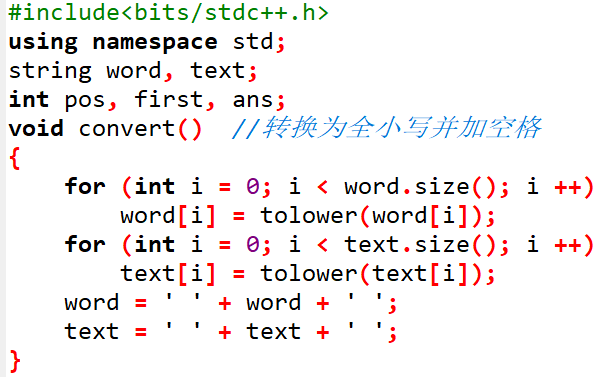 #include<bits/stdc++.h>
using namespace std;
string word, text;
int pos, first, ans;
void convert()  //转换为全小写并加空格
{
    for (int i = 0; i < word.size(); i ++)
        word[i] = tolower(word[i]);
    for (int i = 0; i < text.size(); i ++)
        text[i] = tolower(text[i]);
    word = ' ' + word + ' ';
    text = ' ' + text + ' ';
}